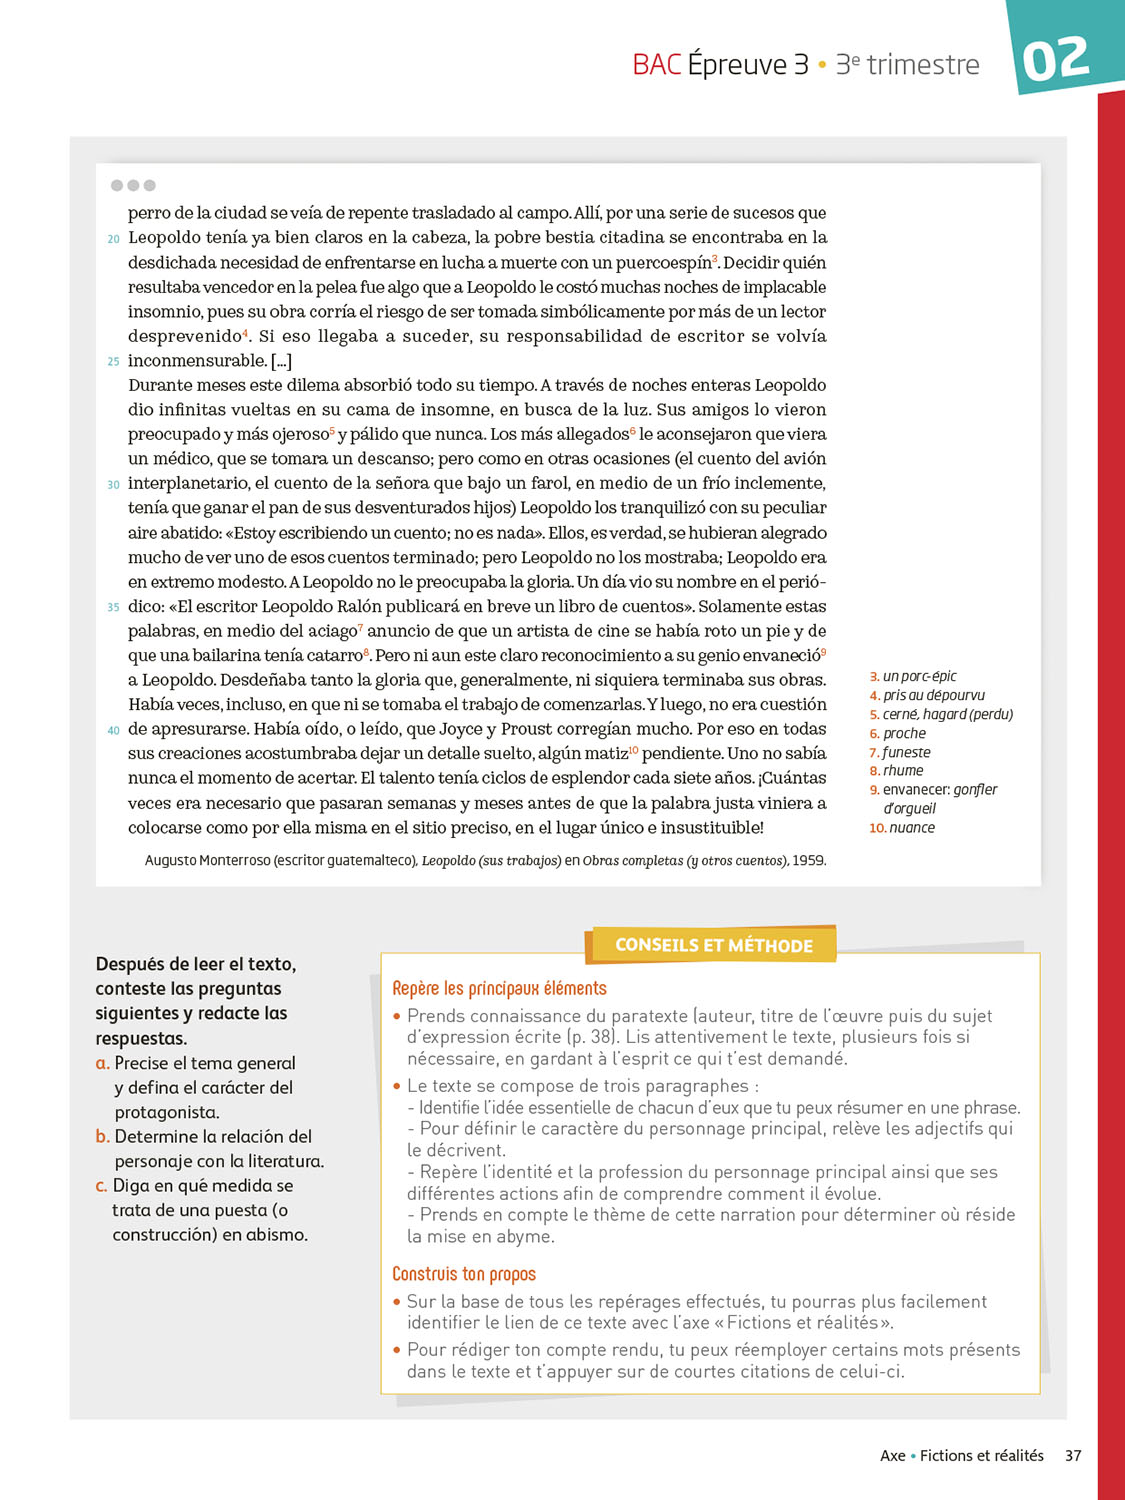 BAC Épreuve 3 • 3e trimestre
02
perro de la ciudad se veía de repente trasladado al campo. Allí, por una serie de sucesos que
20 Leopoldo tenía ya bien claros en la cabeza, la pobre bestia citadina se encontraba en la
desdichada necesidad de enfrentarse en lucha a muerte con un puercoespín3. Decidir quién
resultaba vencedor en la pelea fue algo que a Leopoldo le costó muchas noches de implacable
insomnio, pues su obra corría el riesgo de ser tomada simbólicamente por más de un lector
desprevenido4. Si eso llegaba a suceder, su responsabilidad de escritor se volvía
25 inconmensurable. [...]
Durante meses este dilema absorbió todo su tiempo. A través de noches enteras Leopoldo
dio infinitas vueltas en su cama de insomne, en busca de la luz. Sus amigos lo vieron
preocupado y más ojeroso5 y pálido que nunca. Los más allegados6 le aconsejaron que viera
un médico, que se tomara un descanso; pero como en otras ocasiones (el cuento del avión
30 interplanetario, el cuento de la señora que bajo un farol, en medio de un frío inclemente,
tenía que ganar el pan de sus desventurados hijos) Leopoldo los tranquilizó con su peculiar
aire abatido: «Estoy escribiendo un cuento; no es nada». Ellos, es verdad, se hubieran alegrado
mucho de ver uno de esos cuentos terminado; pero Leopoldo no los mostraba; Leopoldo era
en extremo modesto. A Leopoldo no le preocupaba la gloria. Un día vio su nombre en el perió-
35 dico: «El escritor Leopoldo Ralón publicará en breve un libro de cuentos». Solamente estas
palabras, en medio del aciago7 anuncio de que un artista de cine se había roto un pie y de
que una bailarina tenía catarro8. Pero ni aun este claro reconocimiento a su genio envaneció9
a Leopoldo. Desdeñaba tanto la gloria que, generalmente, ni siquiera terminaba sus obras.
Había veces, incluso, en que ni se tomaba el trabajo de comenzarlas. Y luego, no era cuestión
40 de apresurarse. Había oído, o leído, que Joyce y Proust corregían mucho. Por eso en todas
sus creaciones acostumbraba dejar un detalle suelto, algún matiz10 pendiente. Uno no sabía
nunca el momento de acertar. El talento tenía ciclos de esplendor cada siete años. ¡Cuántas
veces era necesario que pasaran semanas y meses antes de que la palabra justa viniera a
colocarse como por ella misma en el sitio preciso, en el lugar único e insustituible!
Augusto Monterroso (escritor guatemalteco), Leopoldo (sus trabajos) en Obras completas (y otros cuentos), 1959.
3. un porc-épic
4. pris au dépourvu
5. cerné, hagard (perdu)
6. proche
7. funeste
8. rhume
9. envanecer: gonfler
d'orgueil
10. nuance
Después de leer el texto,
conteste las preguntas
siguientes y redacte las
respuestas.
a. Precise el tema general
y defina el carácter del
protagonista.
b. Determine la relación del
personaje con la literatura.
c. Diga en qué medida se
trata de una puesta (o
construcción) en abismo.
CONSEILS ET MÉTHODE
Repère les principaux éléments
• Prends connaissance du paratexte (auteur, titre de l'œuvre puis du sujet
d'expression écrite (p. 38). Lis attentivement le texte, plusieurs fois si
nécessaire, en gardant à l'esprit ce qui t'est demandé.
• Le texte se compose de trois paragraphes :
- Identifie l'idée essentielle de chacun d'eux que tu peux résumer en une phrase.
- Pour définir le caractère du personnage principal, relève les adjectifs qui
le décrivent.
- Repère l'identité et la profession du personnage principal ainsi que ses
différentes actions afin de comprendre comment il évolue.
- Prends en compte le thème de cette narration pour déterminer où réside
la mise en abyme.
Construis ton propos
• Sur la base de tous les repérages effectués, tu pourras plus facilement
identifier le lien de ce texte avec l'axe « Fictions et réalités ».
• Pour rédiger ton compte rendu, tu peux réemployer certains mots présents
dans le texte et t'appuyer sur de courtes citations de celui-ci.
Axe • Fictions et réalités 37